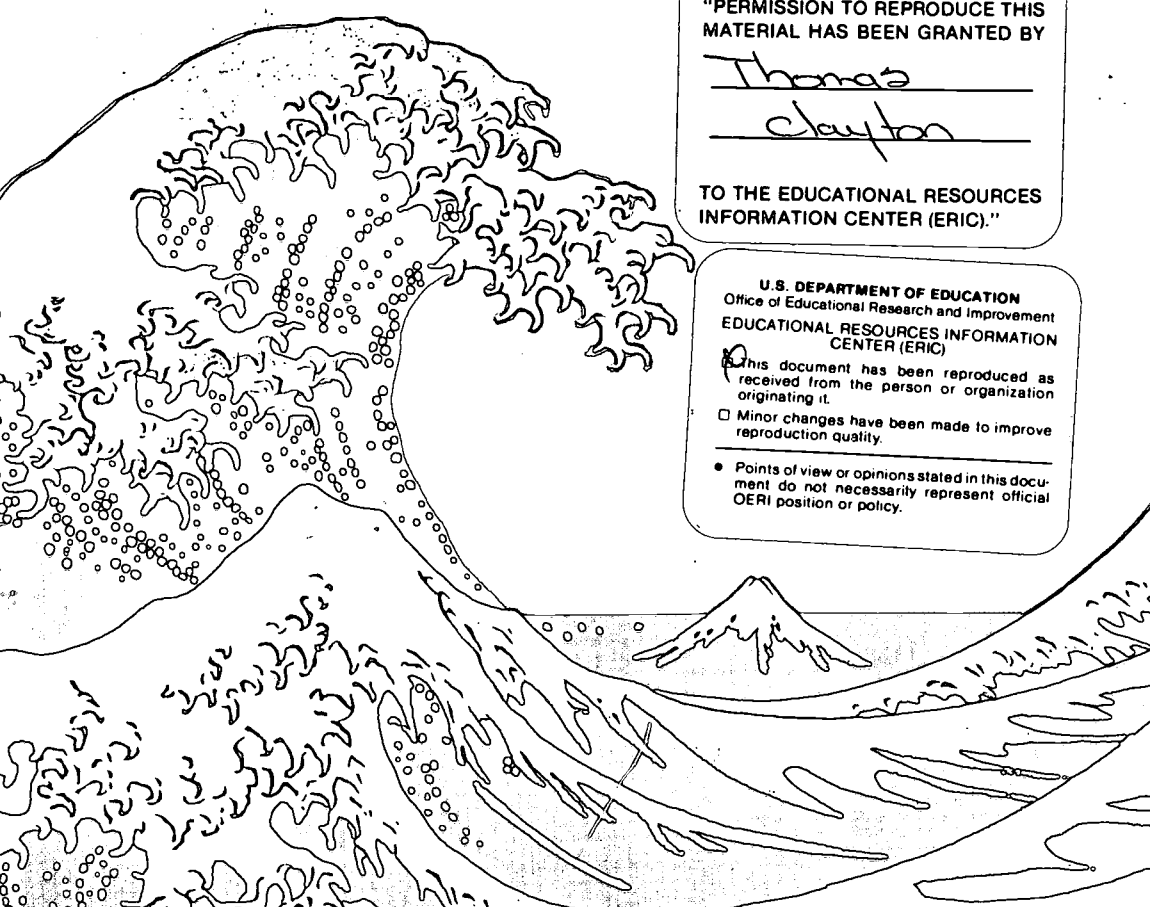 "PERMISSION TO REPRODUCE THIS
MATERIAL HAS BEEN GRANTED BY
Thomas
Clayton
TO THE EDUCATIONAL RESOURCES
INFORMATION CENTER (ERIC)."
U.S. DEPARTMENT OF EDUCATION
Office of Educational Research and Improvement
EDUCATIONAL RESOURCES INFORMATION
CENTER (ERIC)
This document has been reproduced as
received from the person or organization
originating it.
□ Minor changes have been made to improve
reproduction quality.
• Points of view or opinions stated in this docu-
ment do not necessarily represent official
OERI position or policy.